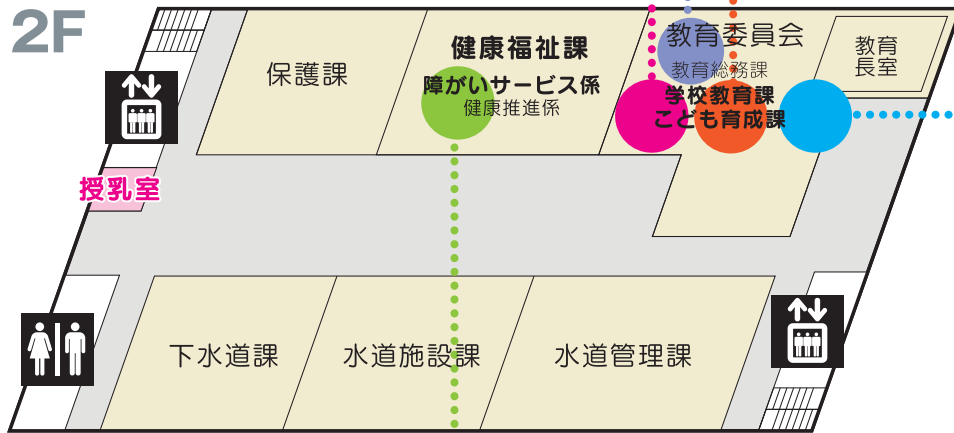 2F
保護課
健康福祉課
障がいサービス係
健康推進係
教育委員会
教育総務課
学校教育課
こども育成課
教育
長室
授乳室
下水道課
水道施設課
水道管理課